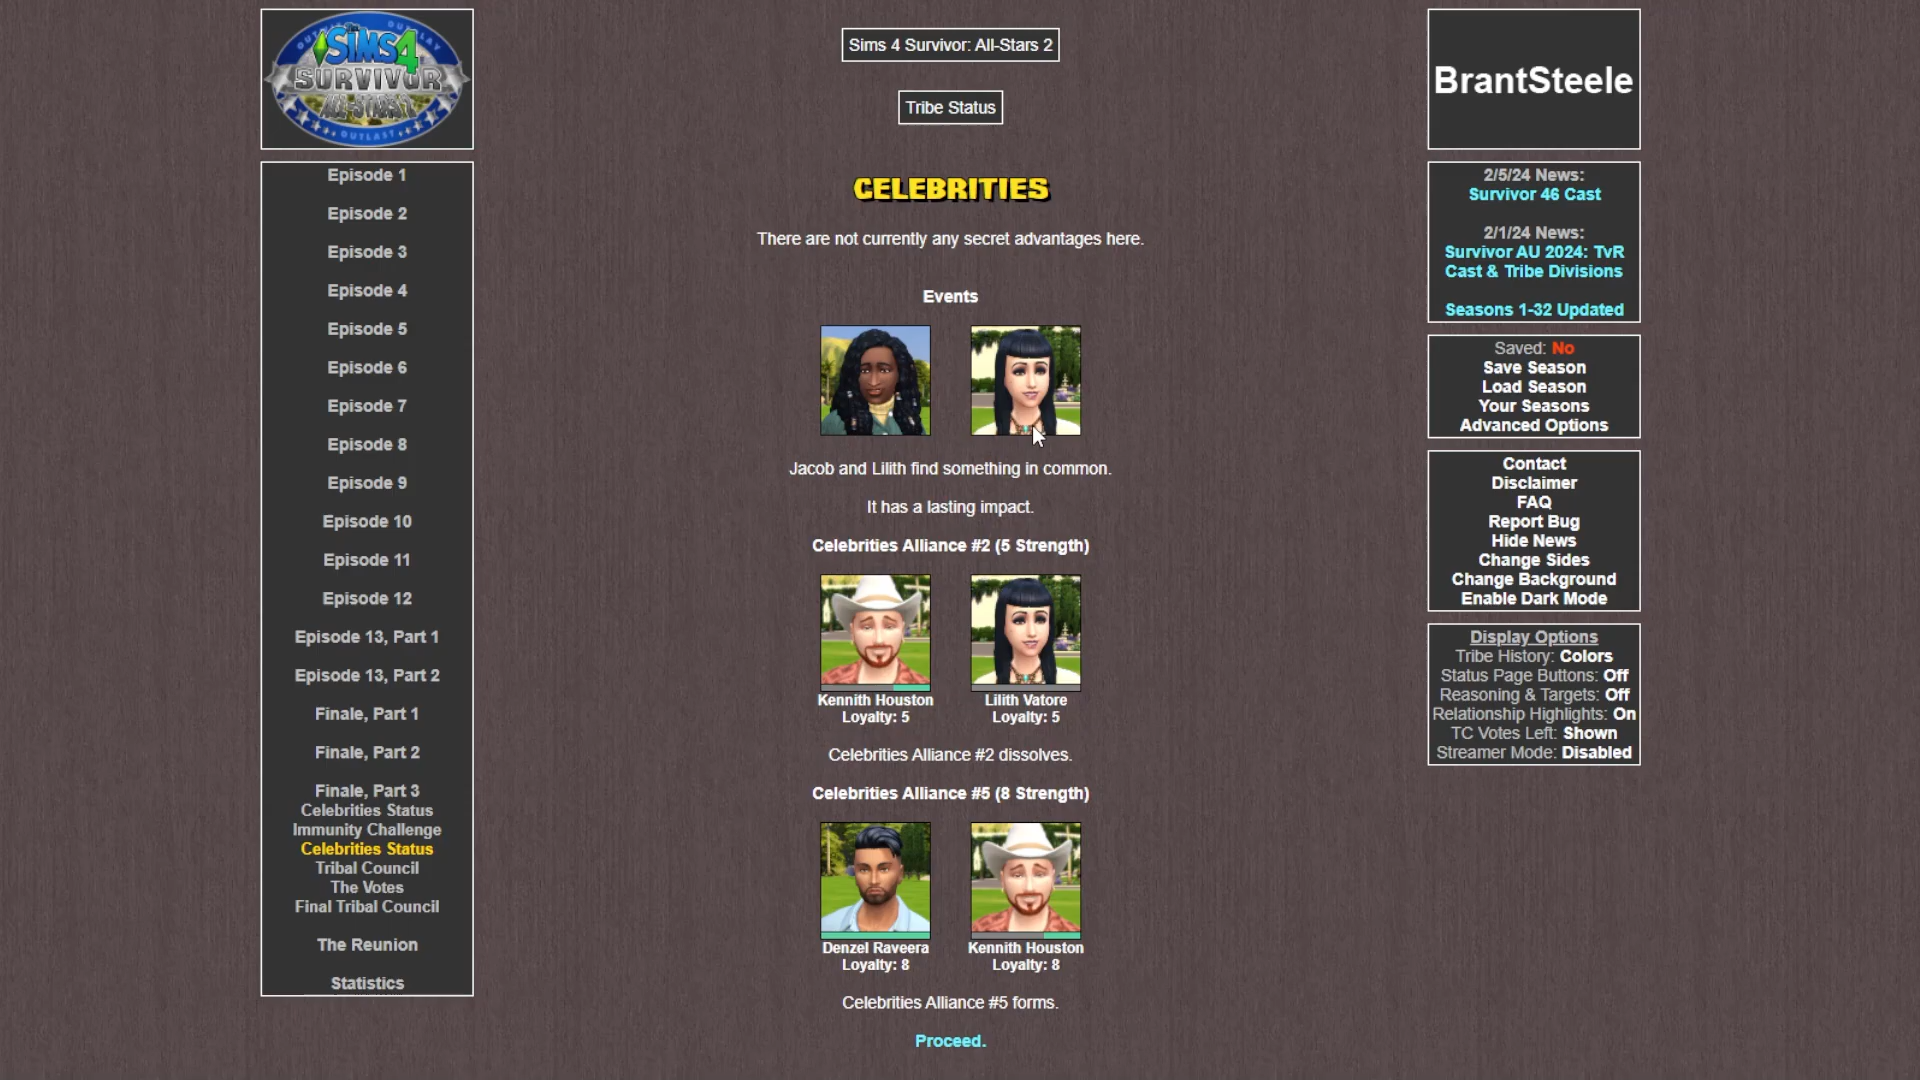 OUTWIT
OUTPLAY
The SiMS 4
SURVIVOR
ALL-STARS 2
OUTLAST
Episode 1
Episode 2
Episode 3
Episode 4
Episode 5
Episode 6
Episode 7
Episode 8
Episode 9
Episode 10
Episode 11
Episode 12
Episode 13, Part 1
Episode 13, Part 2
Finale, Part 1
Finale, Part 2
Finale, Part 3
Celebrities Status
Immunity Challenge
Celebrities Status
Tribal Council
The Votes
Final Tribal Council
The Reunion
Statistics
Sims 4 Survivor: All-Stars 2
Tribe Status
CELEBRITIES
There are not currently any secret advantages here.
Events
Jacob and Lilith find something in common.
It has a lasting impact.
Celebrities Alliance #2 (5 Strength)
Kennith Houston
Loyalty: 5
Lilith Vatore
Loyalty: 5
Celebrities Alliance #2 dissolves.
Celebrities Alliance #5 (8 Strength)
Denzel Raveera
Loyalty: 8
Kennith Houston
Loyalty: 8
Celebrities Alliance #5 forms.
Proceed.
BrantSteele
2/5/24 News:
Survivor 46 Cast
2/1/24 News:
Survivor AU 2024: TvR
Cast & Tribe Divisions
Seasons 1-32 Updated
Saved: No
Save Season
Load Season
Your Seasons
Advanced Options
Contact
Disclaimer
FAQ
Report Bug
Hide News
Change Sides
Change Background
Enable Dark Mode
Display Options
Tribe History: Colors
Status Page Buttons: Off
Reasoning & Targets: Off
Relationship Highlights: On
TC Votes Left: Shown
Streamer Mode: Disabled